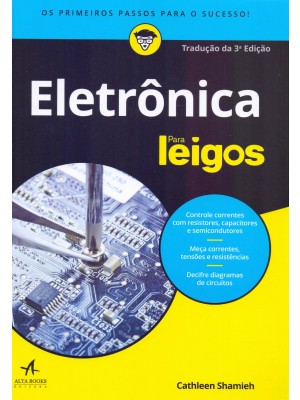 OS PRIMEIROS PASSOS PARA O SUCESSO!
Tradução da 3ª Edição
Eletrônica
Para
leigos
Controle correntes
com resistores, capacitores
e semicondutores
Meça correntes,
tensões e resistências
Decifre diagramas
de circuitos
ALTA BOOKS
EDITORA
Cathleen Shamieh